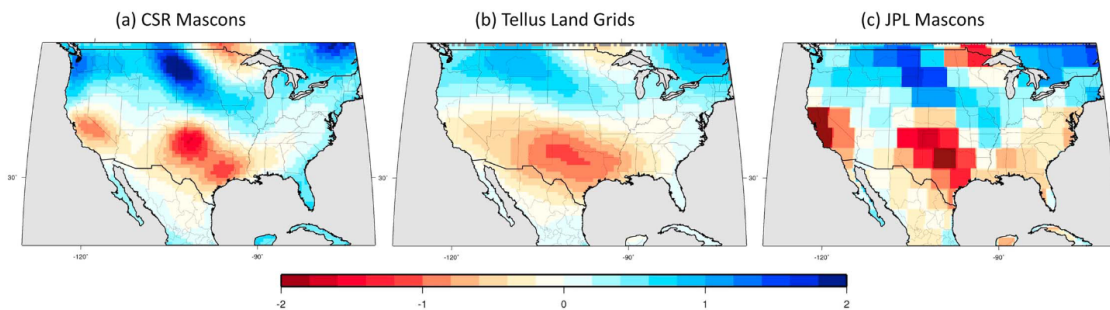 (a) CSR Mascons (b) Tellus Land Grids (c) JPL Mascons
30˚ 30˚ 30˚
-120˚ -90˚ -120˚ -90˚ -120˚ -90˚
-2 -1 0 1 2